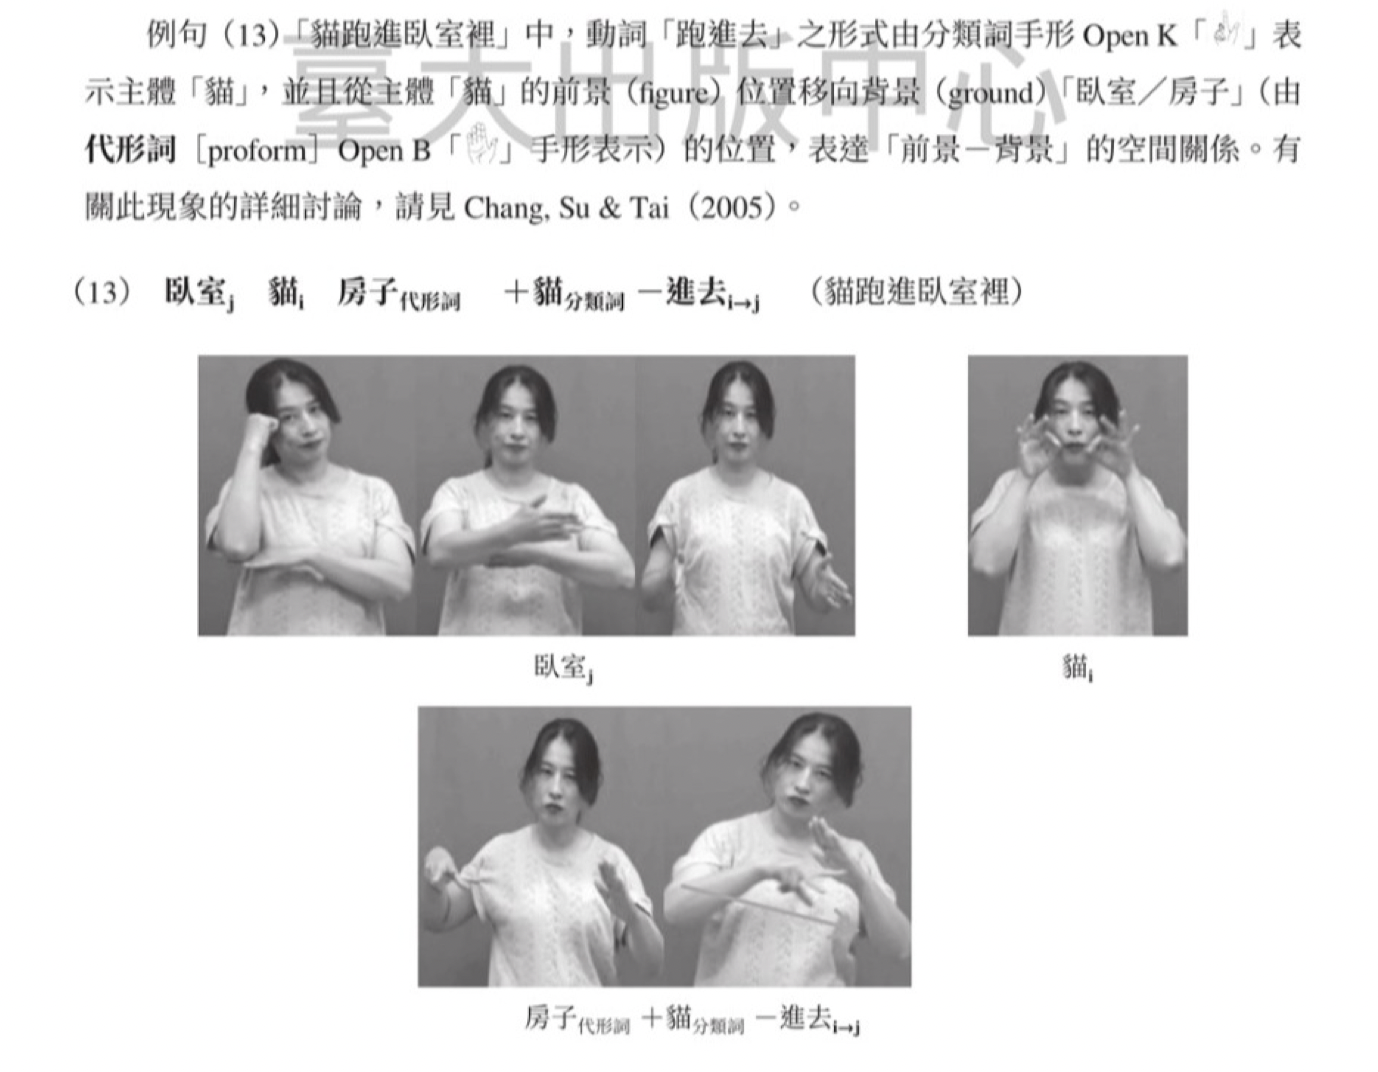 例句（13）「貓跑進臥室裡」中，動詞「跑進去」之形式由分類詞手形 Open K「」表
示主體「貓」，並且從主體「貓」的前景（figure）位置移向背景（ground）「臥室／房子」（由
代形詞［proform］Open B「」手形表示）的位置，表達「前景－背景」的空間關係。有
關此現象的詳細討論，請見 Chang, Su & Tai（2005）。
臺大出版中心
（13） 臥室j 貓i 房子代形詞 ＋貓分類詞 －進去i→j （貓跑進臥室裡）
臥室j 貓i
房子代形詞 ＋貓分類詞 －進去i→j